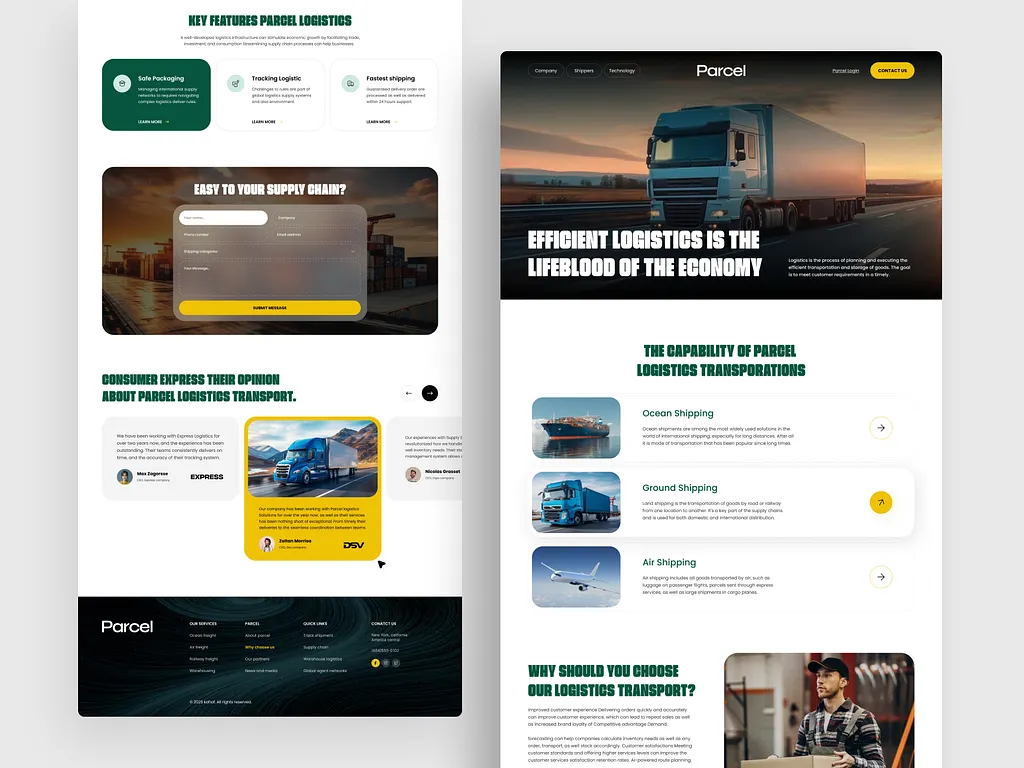 KEY FEATURES PARCEL LOGISTICS
A well-developed logistics infrastructure can stimulate economic growth by facilitating trade,
investment, and consumption Streamlining supply chain processes can help businesses.
Safe Packaging
Managing international supply
networks to requires navigating
complex logistics deliver rules.
LEARN MORE →
Tracking Logistic
Challenges to rules are part of
global logistics supply systems
and also environment.
LEARN MORE →
Fastest shipping
Guaranteed delivery order are
processed as well as delivered
within 24 hours support.
LEARN MORE →
EASY TO YOUR SUPPLY CHAIN?
Your name..
Company
Phone number
Email address
Shipping categories
Your Message..
SUBMIT MESSAGE
CONSUMER EXPRESS THEIR OPINION
ABOUT PARCEL LOGISTICS TRANSPORT.
We have been working with Express Logistics for
over two years now, and the experience has been
outstanding. Their teams consistently delivers on
time, and the accuracy of their tracking system.
Max Zagorsse
CEO, Express company
EXPRESS
Our company has been working with Parcel logistics
Solutions for over the year now, as well as their services
has been nothing short of exceptional. From timely their
deliveries to the seamless coordination between teams
Zoltan Morriso
CEO, dsv company
DSV
Our experiences with Supply
revolutionized how we handle
well inventory needs. Their
management system allows
Nicolas Grasset
Parcel
OUR SERVICES
Ocean freight
Air freight
Railway freight
Warehousing
PARCEL
About parcel
Why choose us
Our partners
News and media
QUICK LINKS
Track shipment
Supply chain
Warehouse logistics
Global agent networks
CONATCT US
New York, California
America central
© 2025 kohaf. All rights reserved.
Company
Shippers
Technology
Parcel
Parcel Login
CONTACT US
EFFICIENT LOGISTICS IS THE
LIFEBLOOD OF THE ECONOMY
Logistics is the process of planning and executing the
efficient transportation and storage of goods. The goal
is to meet customer requirements in a timely.
THE CAPABILITY OF PARCEL
LOGISTICS TRANSPORATIONS
Ocean Shipping
Ocean shipments are among the most widely used solutions in the
world of international shipping, especially for long distances. After all
it is mode of transportation that has been popular since long times.
Ground Shipping
Land shipping is the transportation of goods by road or railway
from one location to another. It's a key part of the supply chains
and is used for both domestic and international distribution.
Air Shipping
Air shipping includes all goods transported by air, such as
luggage on passenger flights, parcels sent through express
services, as well as large shipments in cargo planes.
WHY SHOULD YOU CHOOSE
OUR LOGISTICS TRANSPORT?
Improved customer experience Delivering orders quickly and accurately
can improve customer experience, which can lead to repeat sales as well
as increased brand loyalty of Competitive advantage Demand.
forecasting can help companies calculate inventory needs as well as any
order, transport, as well stock accordingly. Customer satisfactions Meeting
customer standards and offering higher services levels can improve the
customer services satisfaction retention rates. AI-powered route planning,